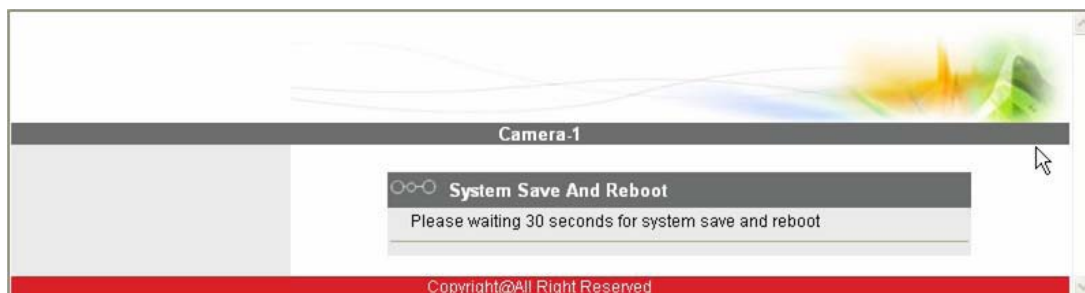 Camera-1
System Save And Reboot
Please waiting 30 seconds for system save and reboot
Copyright@All Right Reserved